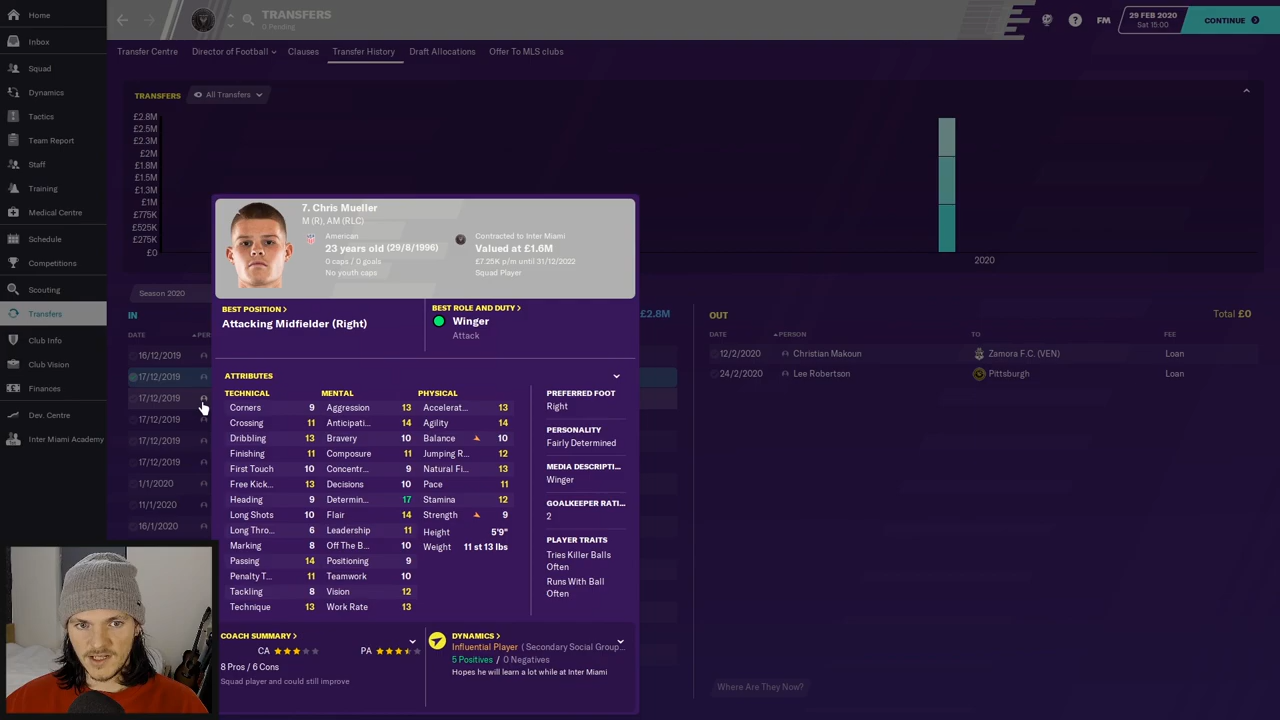 Home
Inbox
Squad
Dynamics
Tactics
Team Report
Staff
Training
Medical Centre
Schedule
Competitions
Scouting
Transfers
Club Info
Club Vision
Finances
Dev. Centre
Inter Miami Academy
TRANSFERS
0 Pending
?
FM
29 FEB 2020
Sat 15:00
CONTINUE
Transfer Centre
Director of Football
Clauses
Transfer History
Draft Allocations
Offer To MLS clubs
TRANSFERS
All Transfers
£2.8M
£2.5M
£2.3M
£2M
£1.8M
£1.5M
£1.3M
£1M
£775K
£525K
£275K
£0
2020
Season 2020
IN
£2.8M
DATE
PER
16/12/2019
17/12/2019
17/12/2019
17/12/2019
17/12/2019
17/12/2019
1/1/2020
11/1/2020
16/1/2020
7. Chris Mueller
M (R), AM (RLC)
American
23 years old (29/8/1996)
0 caps / 0 goals
No youth caps
Contracted to Inter Miami
Valued at £1.6M
£7.25K p/m until 31/12/2022
Squad Player
BEST POSITION >
Attacking Midfielder (Right)
BEST ROLE AND DUTY >
Winger
Attack
ATTRIBUTES
TECHNICAL MENTAL PHYSICAL
Corners 9 Aggression 13 Accelerat... 13
Crossing 11 Anticipati... 14 Agility 14
Dribbling 13 Bravery 10 Balance 10
Finishing 11 Composure 11 Jumping R... 12
First Touch 10 Concentr... 9 Natural Fi... 13
Free Kick... 13 Decisions 10 Pace 11
Heading 9 Determin... 17 Stamina 12
Long Shots 10 Flair 14 Strength 9
Long Thro... 6 Leadership 11 Height 5'9"
Marking 8 Off The B... 10 Weight 11 st 13 lbs
Passing 14 Positioning 9
Penalty T... 11 Teamwork 10
Tackling 8 Vision 12
Technique 13 Work Rate 13
PREFERRED FOOT
Right
PERSONALITY
Fairly Determined
MEDIA DESCRIPTI...
Winger
GOALKEEPER RATI...
2
PLAYER TRAITS
Tries Killer Balls
Often
Runs With Ball
Often
COACH SUMMARY >
CA PA
8 Pros / 6 Cons
Squad player and could still improve
DYNAMICS >
Influential Player ( Secondary Social Group...
5 Positives / 0 Negatives
Hopes he will learn a lot while at Inter Miami
OUT
Total £0
DATE PERSON TO FEE
12/2/2020 Christian Makoun Zamora F.C. (VEN) Loan
24/2/2020 Lee Robertson Pittsburgh Loan
Where Are They Now?